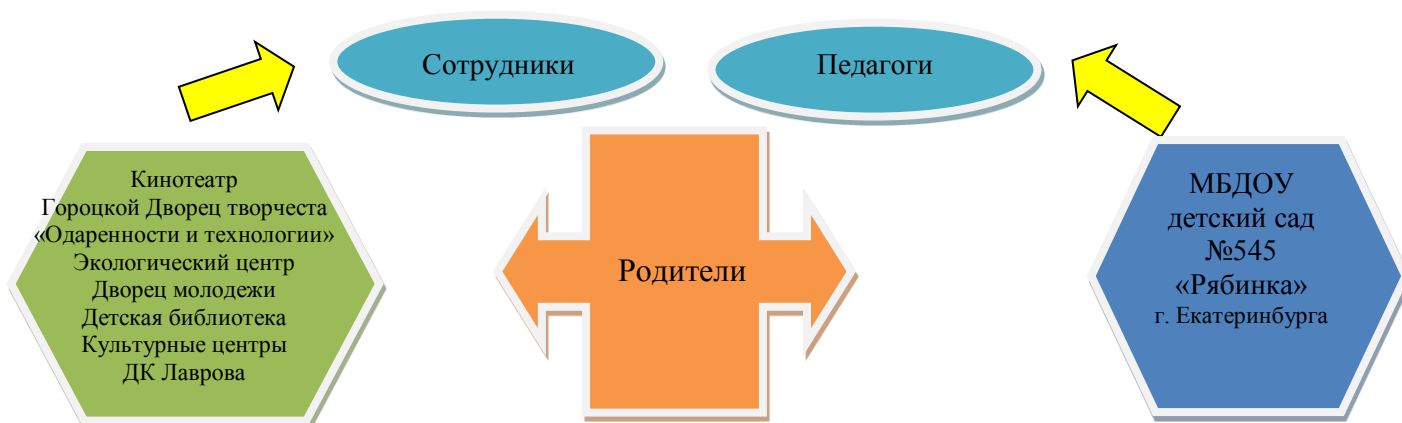 Сотрудники
Педагоги
Кинотеатр
Гороцкой Дворец творчеста
«Одаренности и технологии»
Экологический центр
Дворец молодежи
Детская библиотека
Культурные центры
ДК Лаврова
Родители
МБДОУ
детский сад
№545
«Рябинка»
г. Екатеринбурга